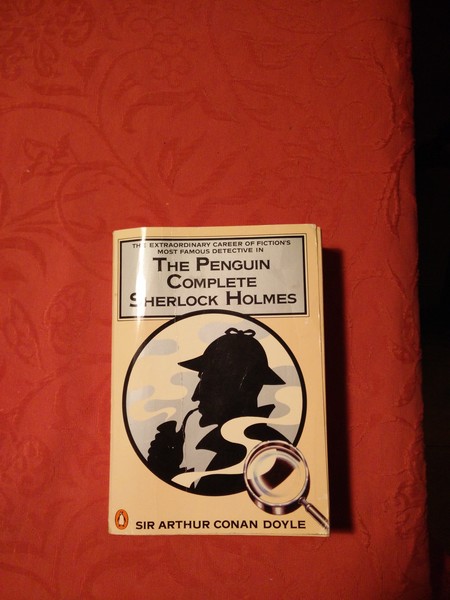 THE EXTRAORDINARY CAREER OF FICTION'S
MOST FAMOUS DETECTIVE IN
THE PENGUIN
COMPLETE
SHERLOCK HOLMES
SIR ARTHUR CONAN DOYLE